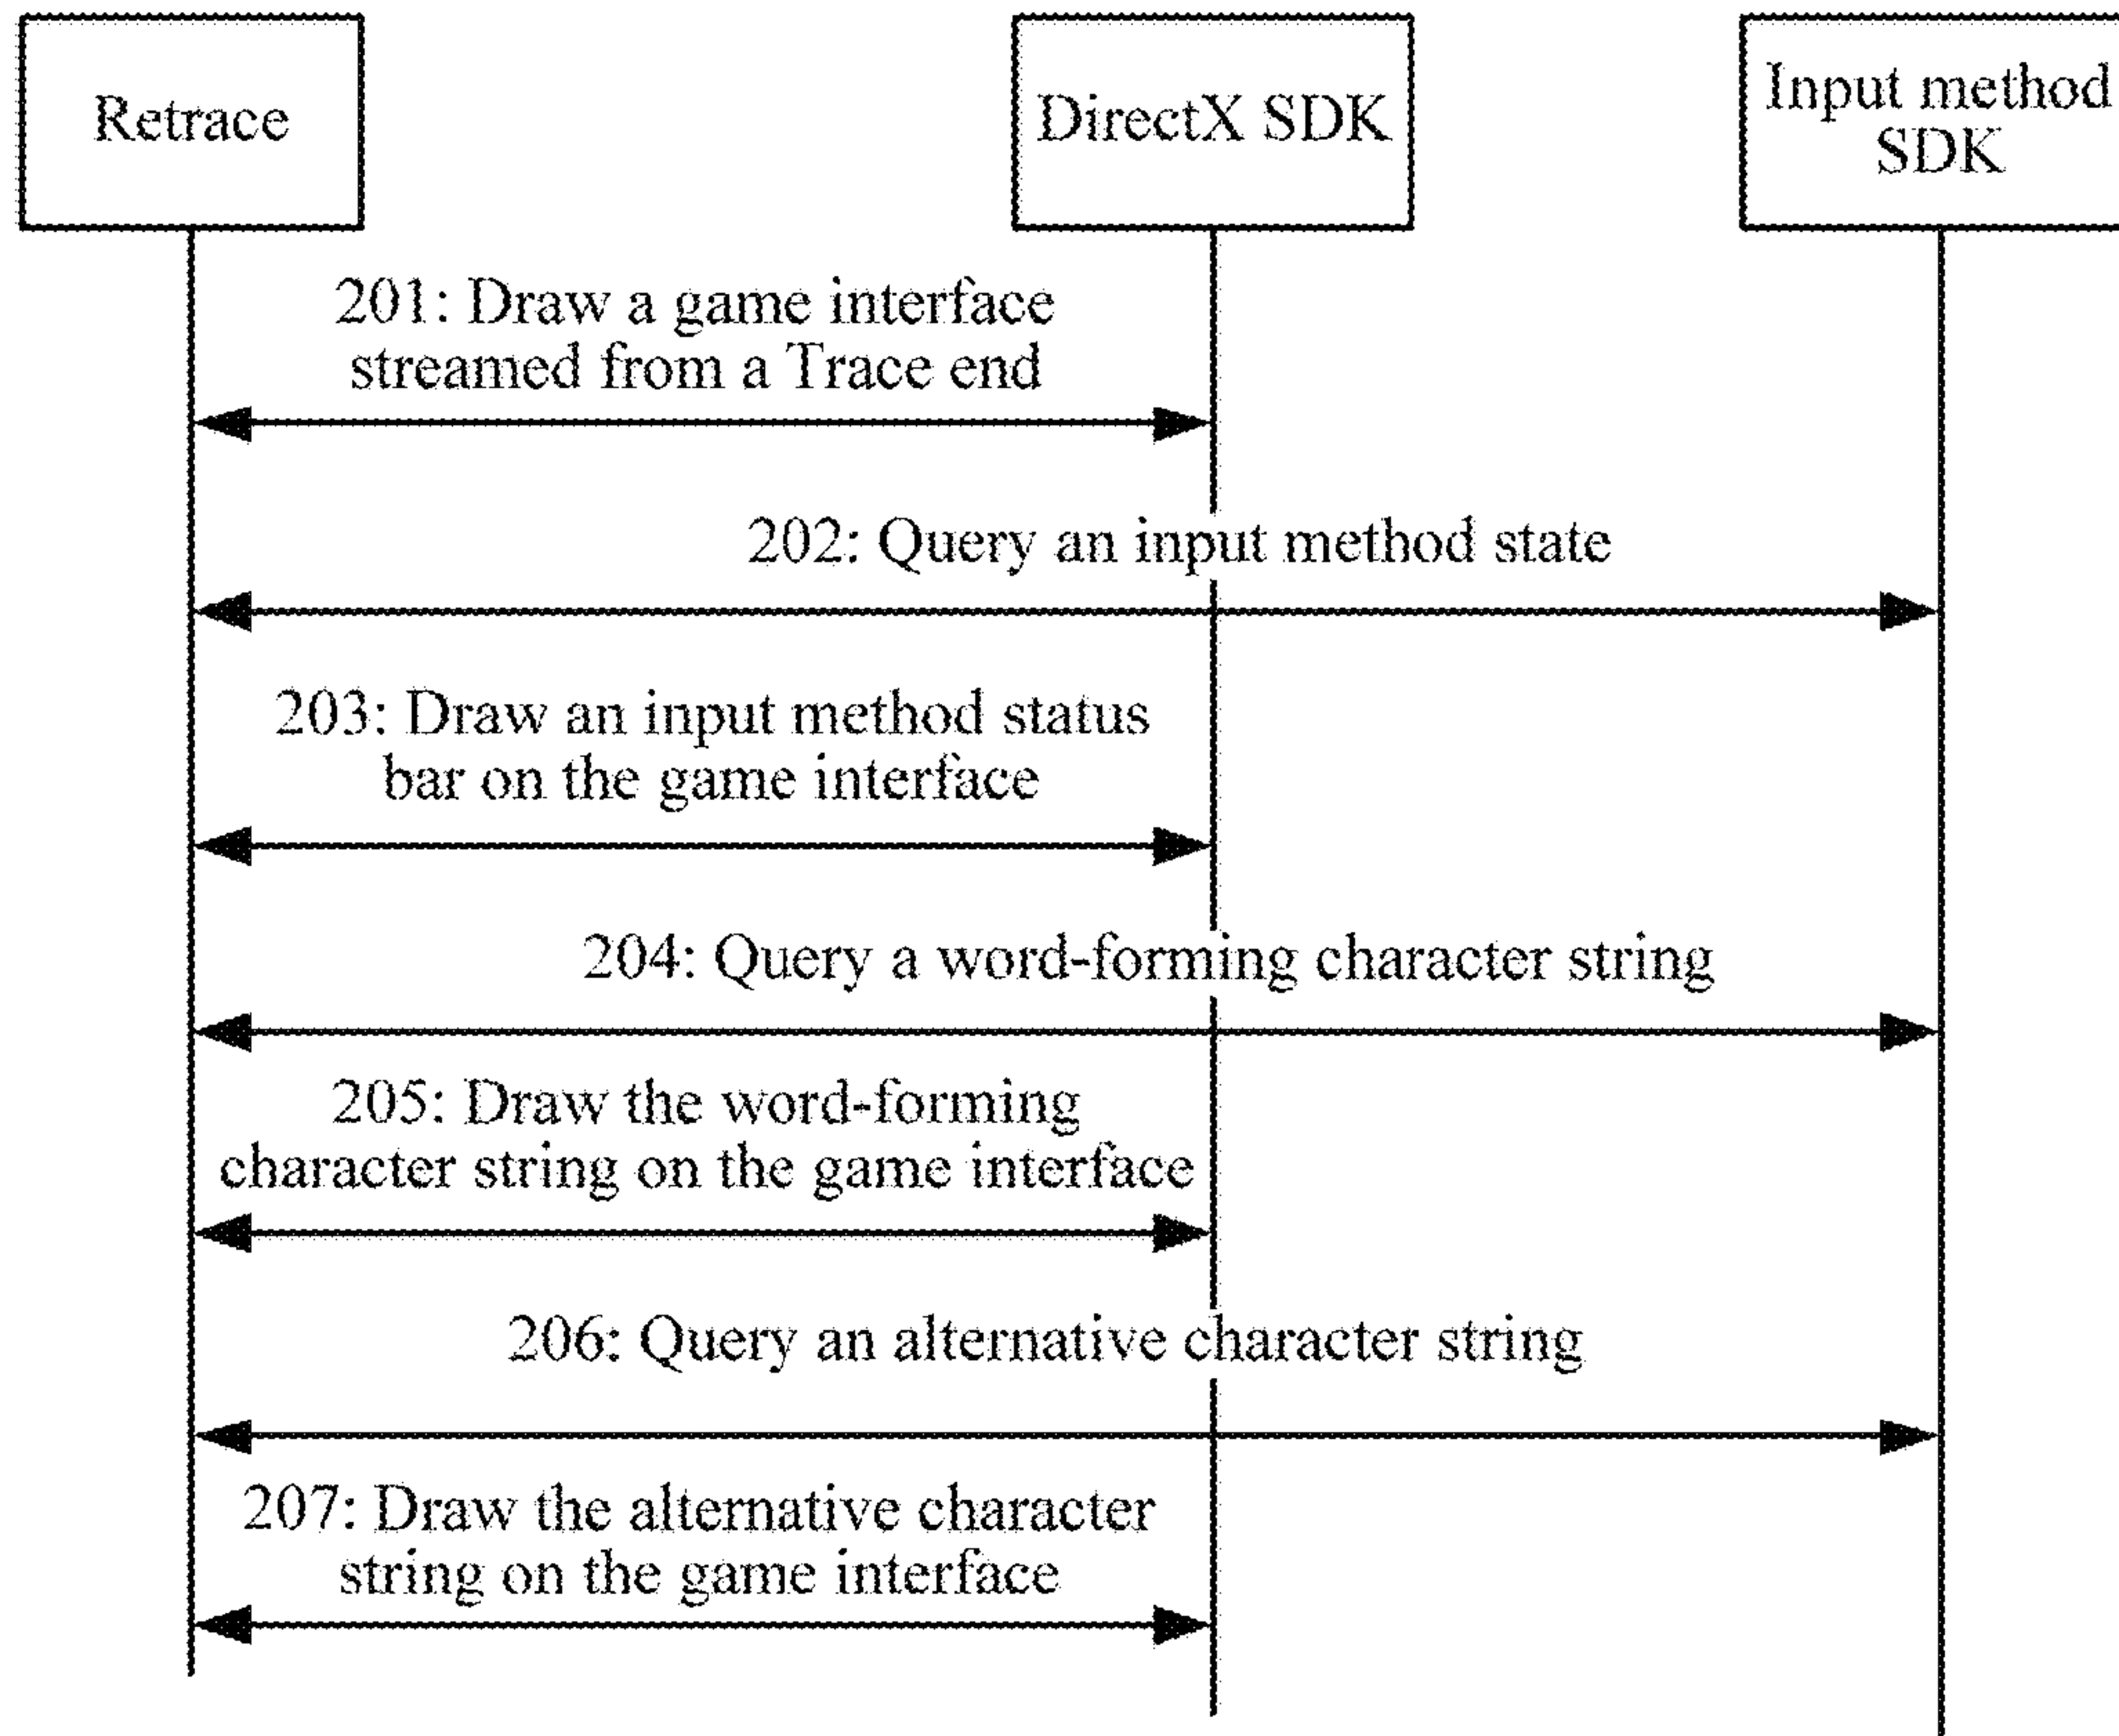 Retrace
DirectX SDK
Input method
SDK
201: Draw a game interface
streamed from a Trace end
202: Query an input method state
203: Draw an input method status
bar on the game interface
204: Query a word-forming character string
205: Draw the word-forming
character string on the game interface
206: Query an alternative character string
207: Draw the alternative character
string on the game interface